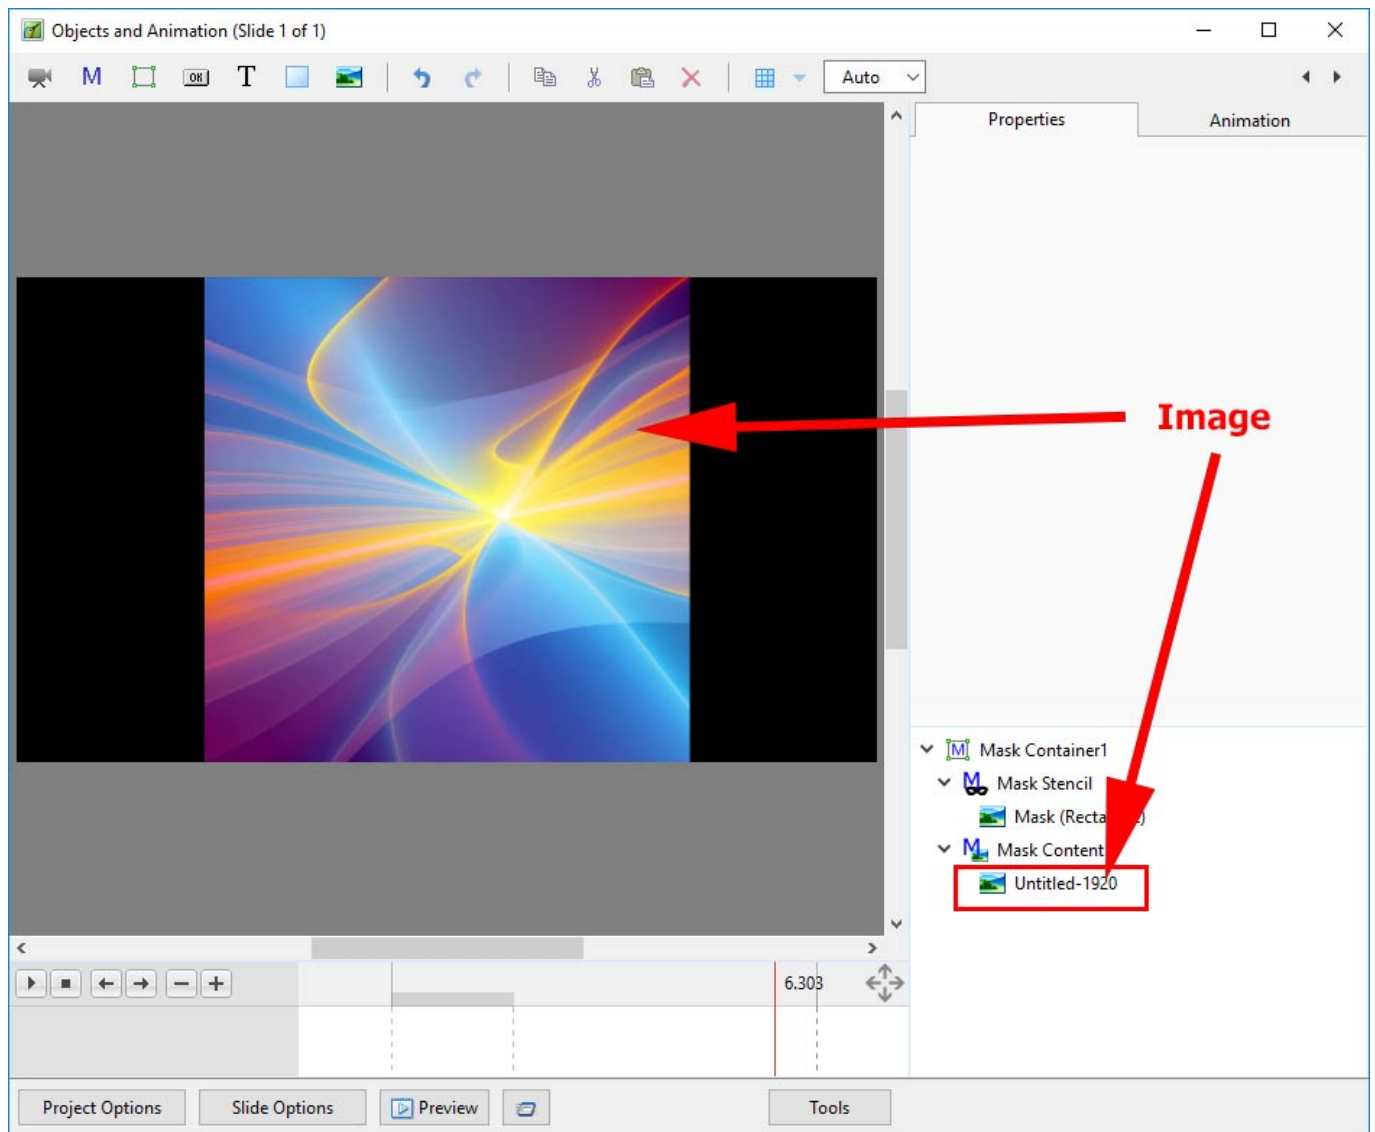 Objects and Animation (Slide 1 of 1)
M OK T Auto
Properties Animation
Image
M Mask Container1
M Mask Stencil
Mask
M Mask Content
Untitled-1920
6.303
Project Options Slide Options Preview Tools